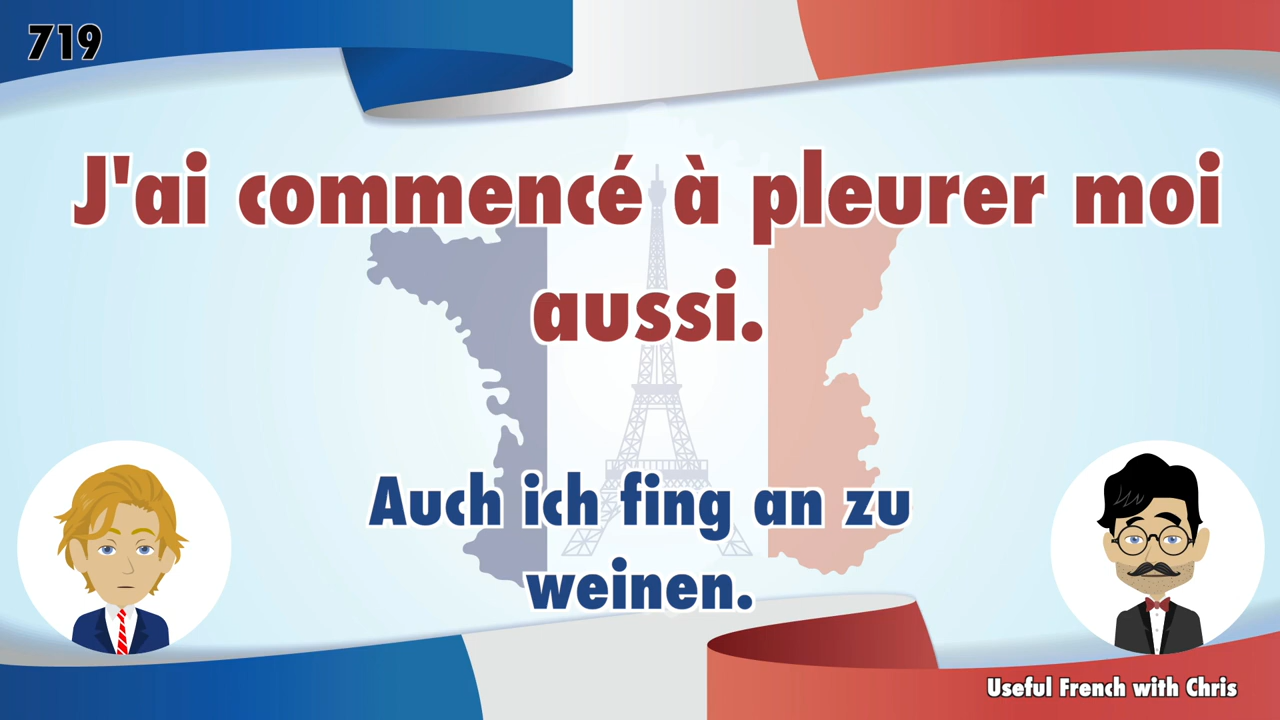 719
J'ai commencé à pleurer moi
aussi.
Auch ich fing an zu
weinen.
Useful French with Chris